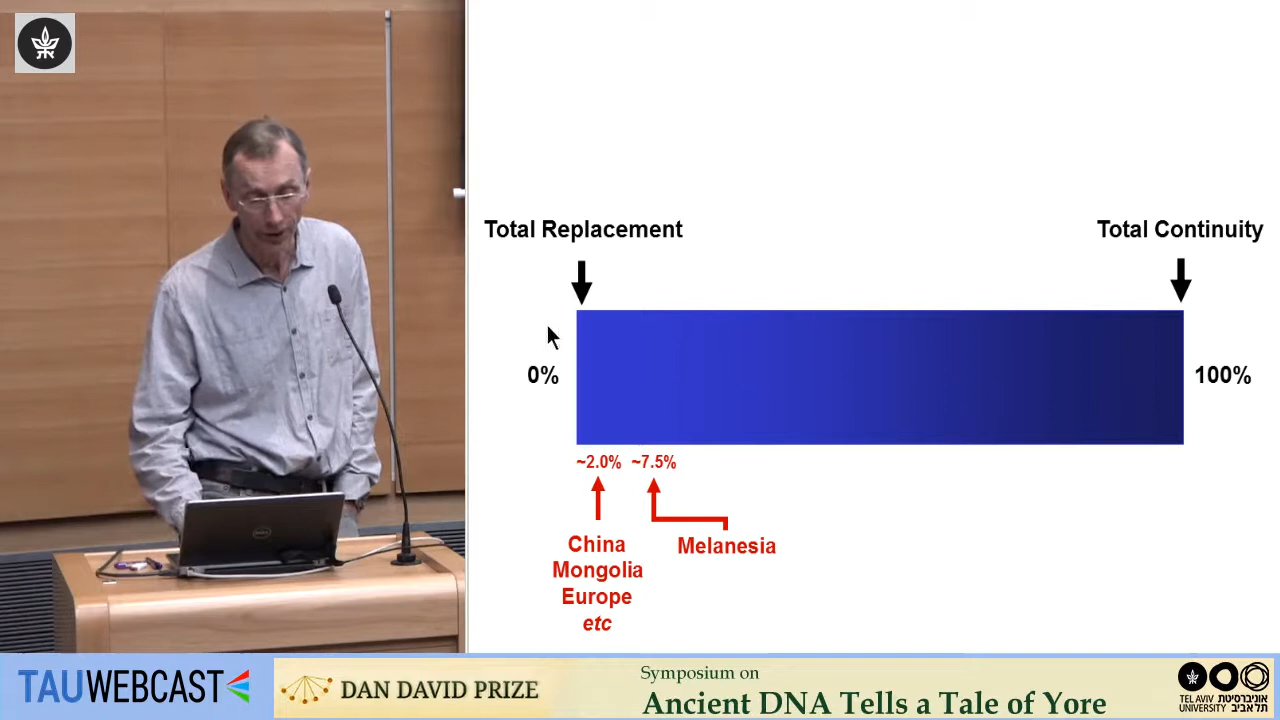 Total Replacement
Total Continuity
0%
100%
~2.0% ~7.5%
China
Mongolia
Europe
etc
Melanesia
TAUWEBCAST
DAN DAVID PRIZE
Symposium on
Ancient DNA Tells a Tale of Yore
TEL AVIV אוניברסיטת
UNIVERSITY תל אביב